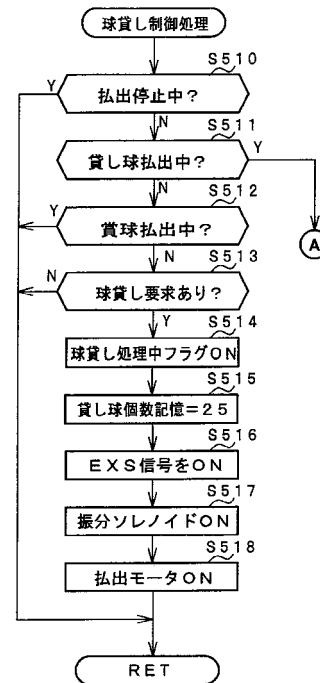 球貸し制御処理
S510
払出停止中？
Y
N
S511
貸し球払出中？
Y
N
A
S512
賞球払出中？
Y
N
S513
球貸し要求あり？
N
Y
S514
球貸し処理中フラグON
S515
貸し球個数記憶=25
S516
EXS信号をON
S517
振分ソレノイドON
S518
払出モータON
RET